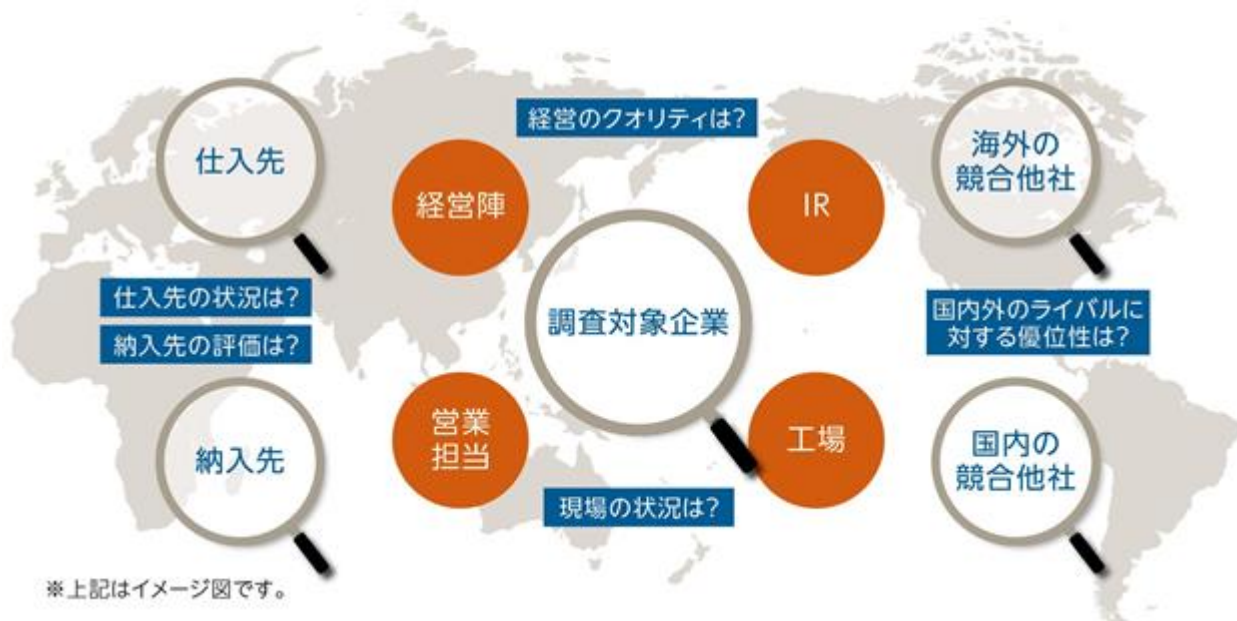 経営のクオリティは?
仕入先
経営陣
IR
海外の
競合他社
調査対象企業
仕入先の状況は?
納入先の評価は?
国内外のライバルに
対する優位性は?
営業
担当
工場
納入先
国内の
競合他社
現場の状況は?
※上記はイメージ図です。